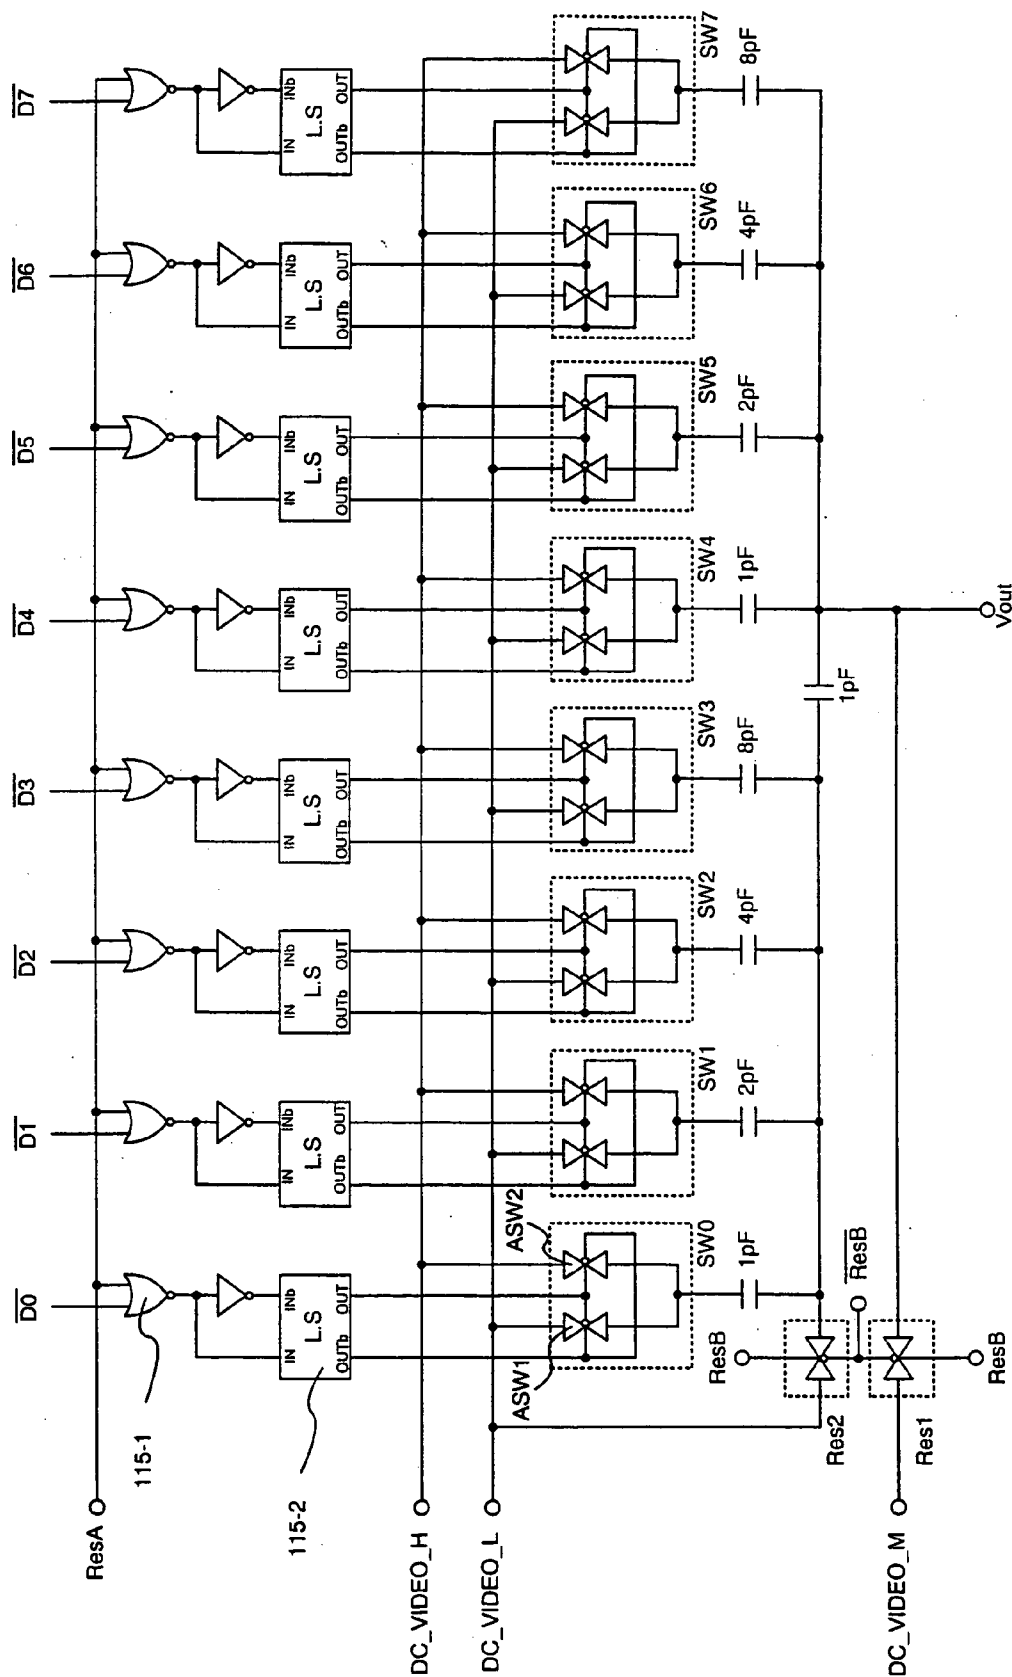 D0 D1 D2 D3 D4 D5 D6 D7
ResA
115-1
IN INb IN INb IN INb IN INb IN INb IN INb IN INb IN INb
L.S L.S L.S L.S L.S L.S L.S L.S
OUTb OUT OUTb OUT OUTb OUT OUTb OUT OUTb OUT OUTb OUT OUTb OUT OUTb OUT
115-2
DC_VIDEO_H
DC_VIDEO_L
ASW1 ASW2
SW0 SW1 SW2 SW3 SW4 SW5 SW6 SW7
1pF 2pF 4pF 8pF 1pF 2pF 4pF 8pF
ResB
1pF
Res2
ResB
Res1
DC_VIDEO_M
ResB
Vout